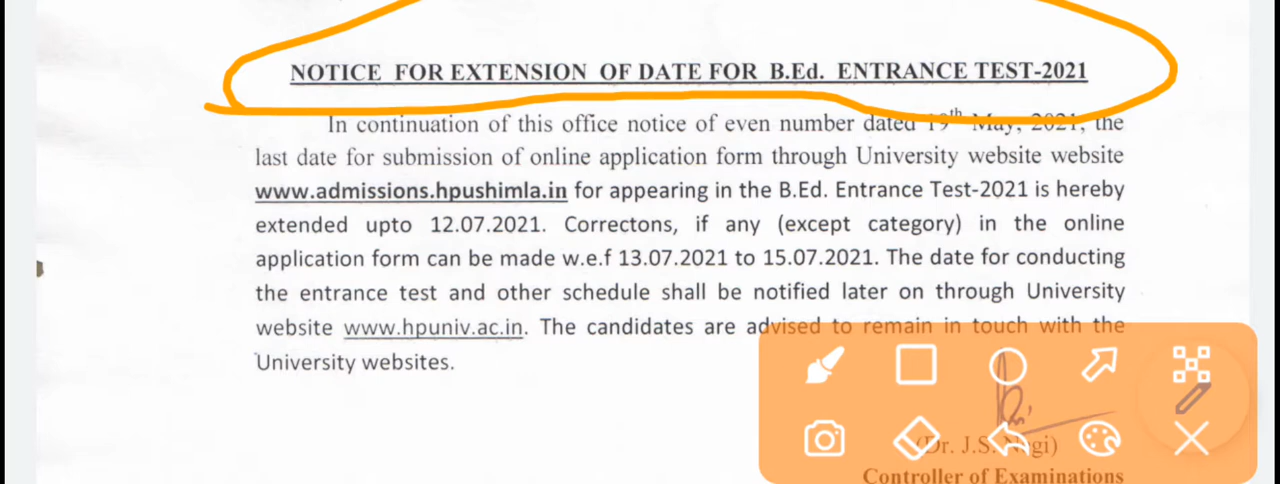 NOTICE FOR EXTENSION OF DATE FOR B.Ed. ENTRANCE TEST-2021
In continuation of this office notice of even number dated 19th May, 2021, the
last date for submission of online application form through University website website
www.admissions.hpushimla.in for appearing in the B.Ed. Entrance Test-2021 is hereby
extended upto 12.07.2021. Correctons, if any (except category) in the online
application form can be made w.e.f 13.07.2021 to 15.07.2021. The date for conducting
the entrance test and other schedule shall be notified later on through University
website www.hpuniv.ac.in. The candidates are advised to remain in touch with the
University websites.
(Dr. J.S. Negi)
Controller of Examinations